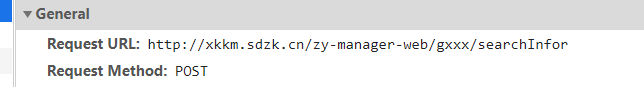 General
Request URL: http://xkkm.sdzk.cn/zy-manager-web/gxxx/searchInfor
Request Method: POST